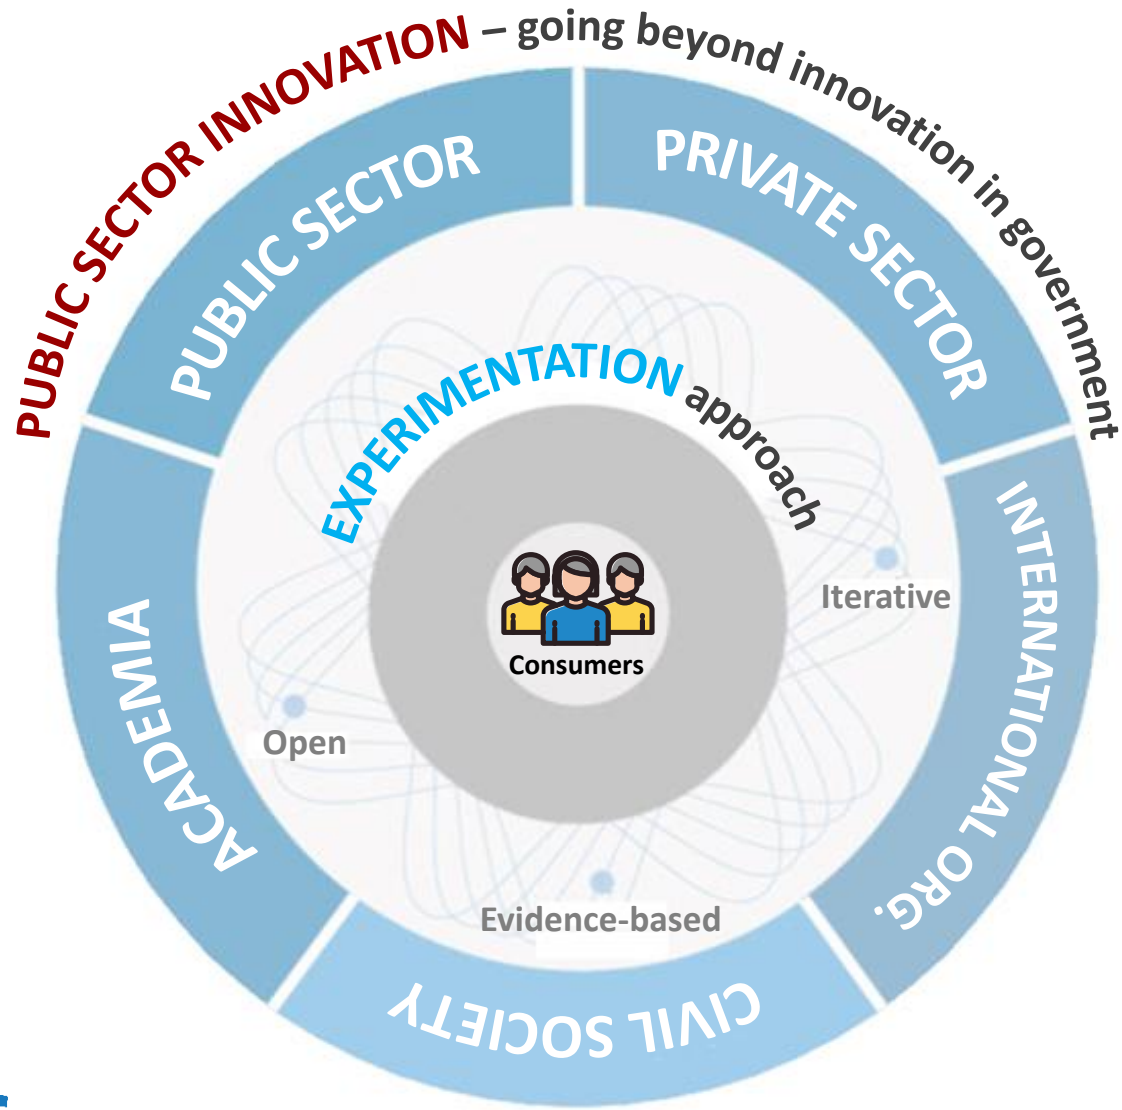 PUBLIC SECTOR INNOVATION – going beyond innovation in government
PUBLIC SECTOR
PRIVATE SECTOR
INTERNATIONAL ORG.
CIVIL SOCIETY
ACADEMIA
EXPERIMENTATION approach
Iterative
Consumers
Open
Evidence-based